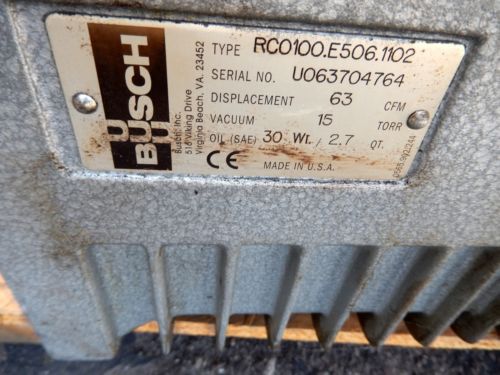 BUSCH
Busch, Inc.
516 Viking Drive
Virginia Beach, VA. 23452
TYPE RC0100.E506.1102
SERIAL NO. U063704764
DISPLACEMENT 63 CFM
VACUUM 15 TORR
OIL (SAE) 30 Wt. / 2.7 QT.
CE MADE IN U.S.A.